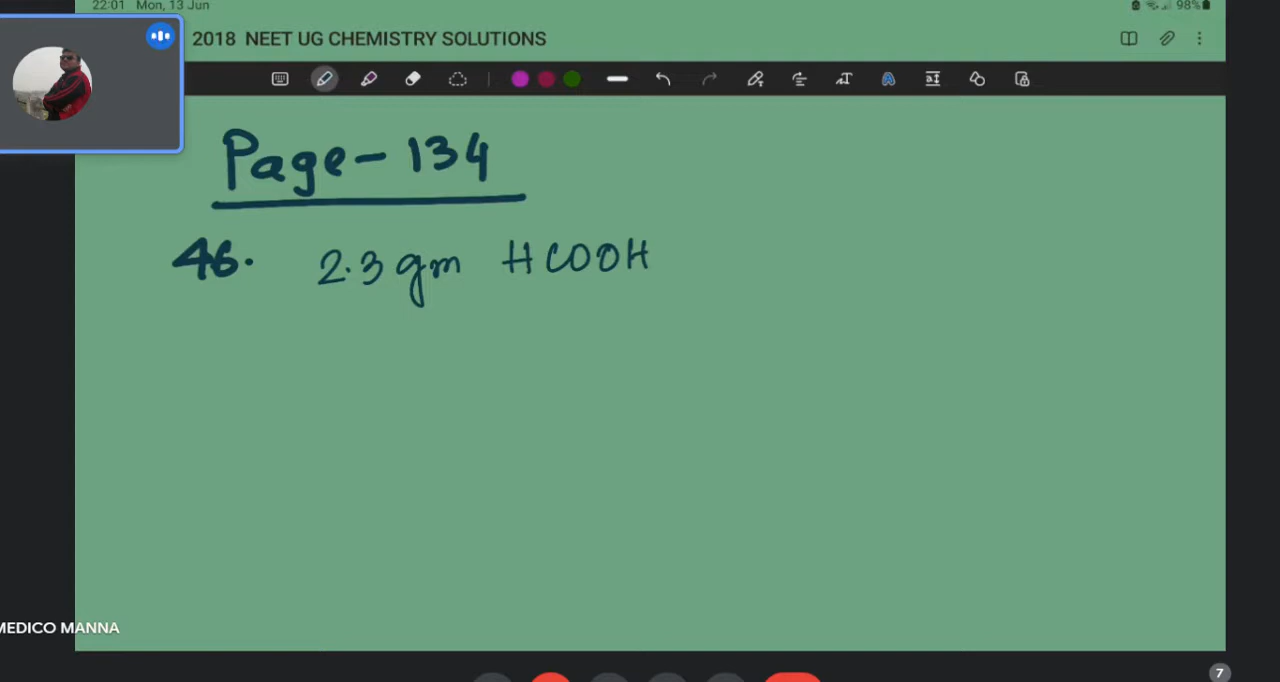 22:01 Mon, 13 Jun
98%
2018 NEET UG CHEMISTRY SOLUTIONS
Page - 134
46. 2.3 gm HCOOH
MEDICO MANNA
7